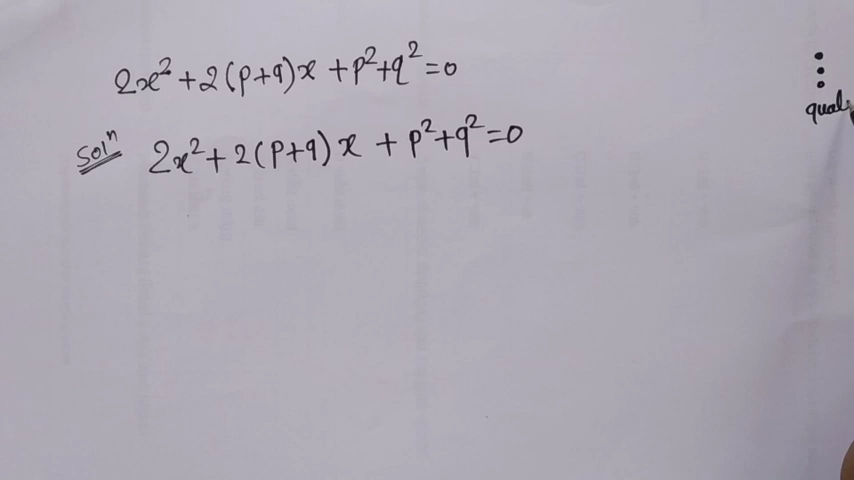 2x² + 2(p+q)x + p²+q² = 0
Solⁿ 2x² + 2(p+q)x + p²+q² = 0